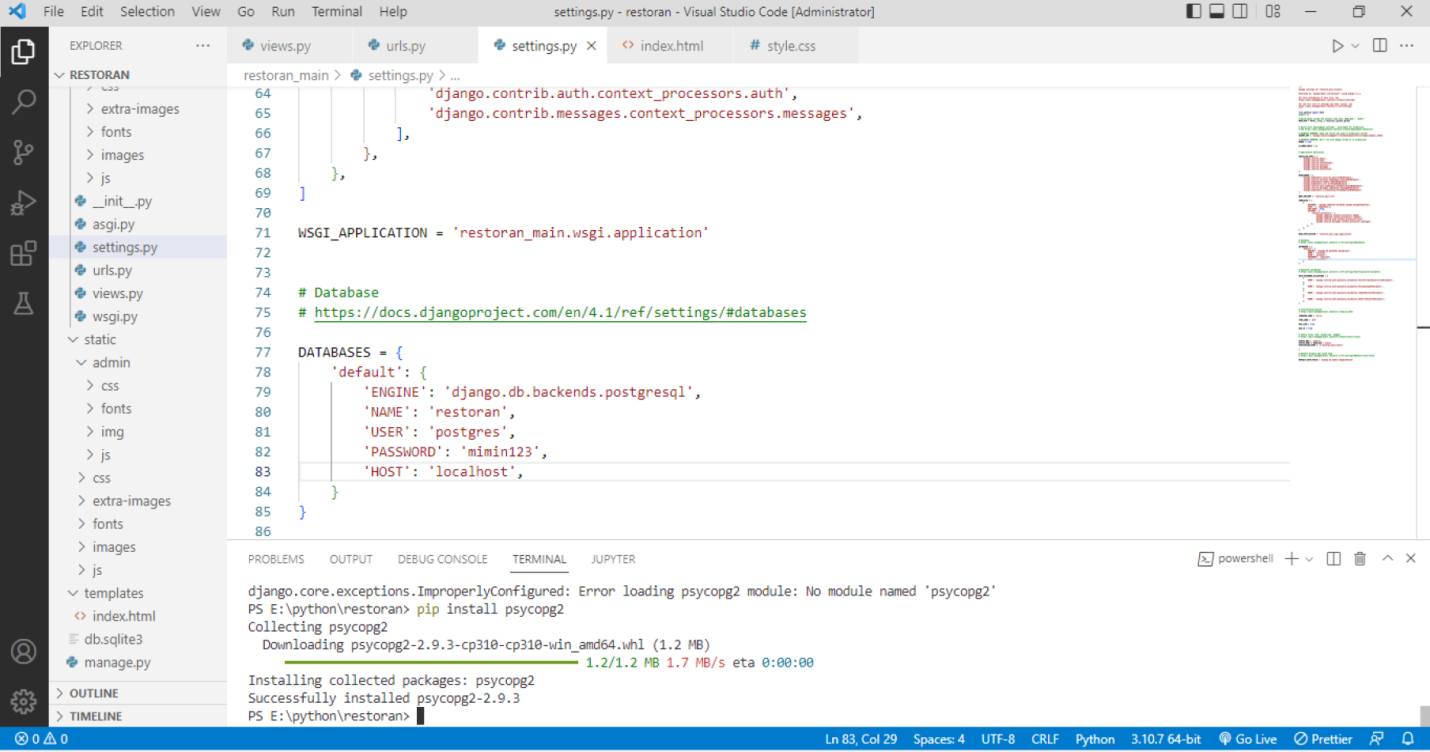 File Edit Selection View Go Run Terminal Help settings.py - restoran - Visual Studio Code [Administrator]
EXPLORER ...
RESTORAN
css
extra-images
fonts
images
js
__init__.py
asgi.py
settings.py
urls.py
views.py
wsgi.py
static
admin
css
fonts
img
js
css
extra-images
fonts
images
js
templates
<> index.html
db.sqlite3
manage.py
OUTLINE
TIMELINE
views.py urls.py settings.py <> index.html # style.css
restoran_main > settings.py > ...
64 'django.contrib.auth.context_processors.auth',
65 'django.contrib.messages.context_processors.messages',
66 ],
67 },
68 },
69 ]
70
71 WSGI_APPLICATION = 'restoran_main.wsgi.application'
72
73
74 # Database
75 # https://docs.djangoproject.com/en/4.1/ref/settings/#databases
76
77 DATABASES = {
78 'default': {
79 'ENGINE': 'django.db.backends.postgresql',
80 'NAME': 'restoran',
81 'USER': 'postgres',
82 'PASSWORD': 'mimin123',
83 'HOST': 'localhost',
84 }
85 }
86
PROBLEMS OUTPUT DEBUG CONSOLE TERMINAL JUPYTER powershell
django.core.exceptions.ImproperlyConfigured: Error loading psycopg2 module: No module named 'psycopg2'
PS E:\python\restoran> pip install psycopg2
Collecting psycopg2
Downloading psycopg2-2.9.3-cp310-cp310-win_amd64.whl (1.2 MB)
1.2/1.2 MB 1.7 MB/s eta 0:00:00
Installing collected packages: psycopg2
Successfully installed psycopg2-2.9.3
PS E:\python\restoran>
0 0 Ln 83, Col 29 Spaces: 4 UTF-8 CRLF Python 3.10.7 64-bit Go Live Prettier